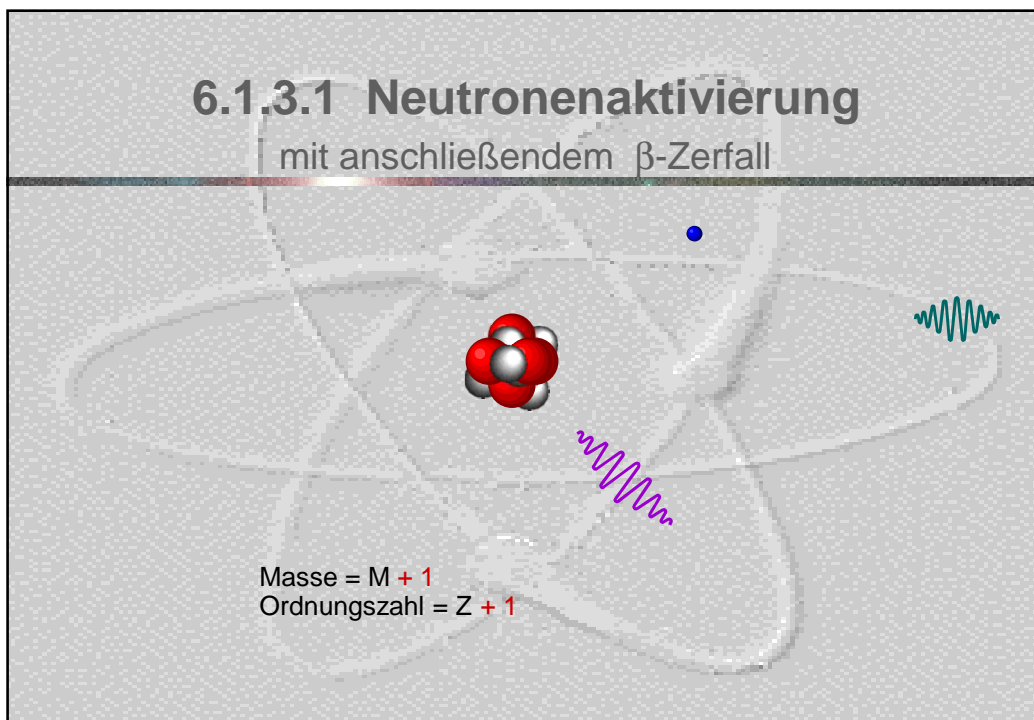 6.1.3.1 Neutronenaktivierung
mit anschließendem β-Zerfall
Masse = M + 1
Ordnungszahl = Z + 1